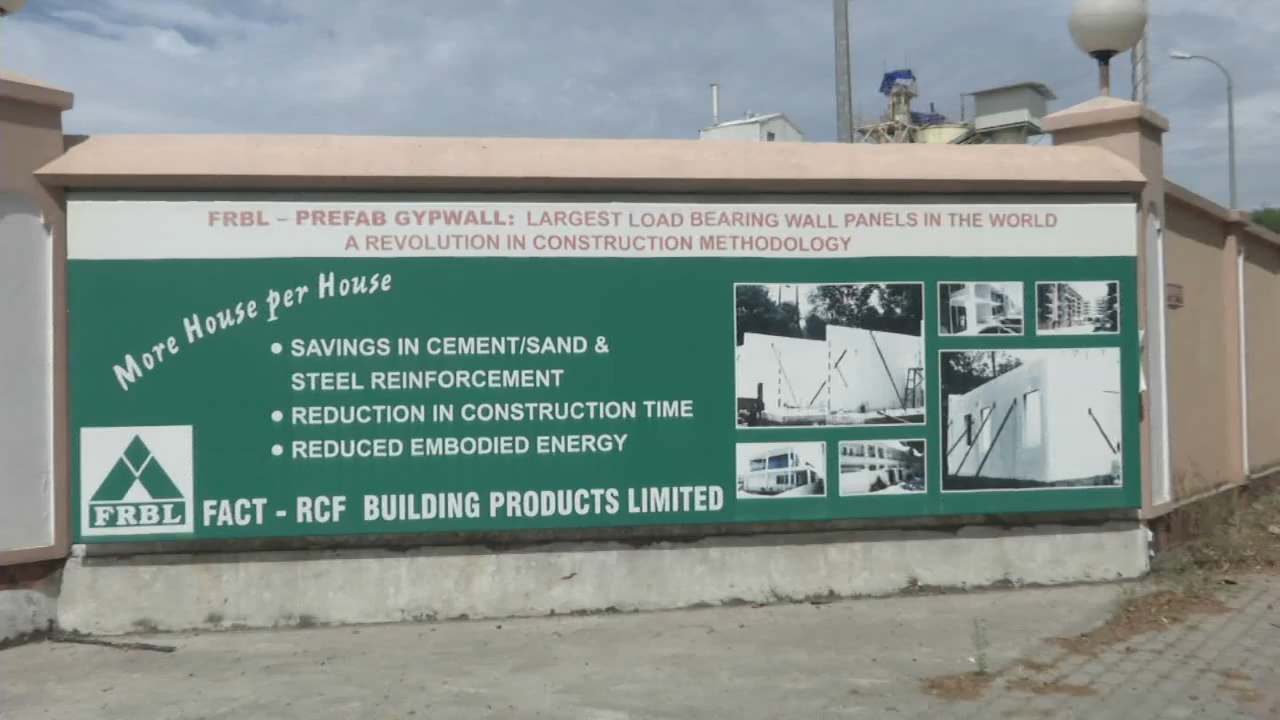 FRBL – PREFAB GYPWALL: LARGEST LOAD BEARING WALL PANELS IN THE WORLD
A REVOLUTION IN CONSTRUCTION METHODOLOGY
More House per House
• SAVINGS IN CEMENT/SAND &
STEEL REINFORCEMENT
• REDUCTION IN CONSTRUCTION TIME
• REDUCED EMBODIED ENERGY
FRBL
FACT - RCF BUILDING PRODUCTS LIMITED